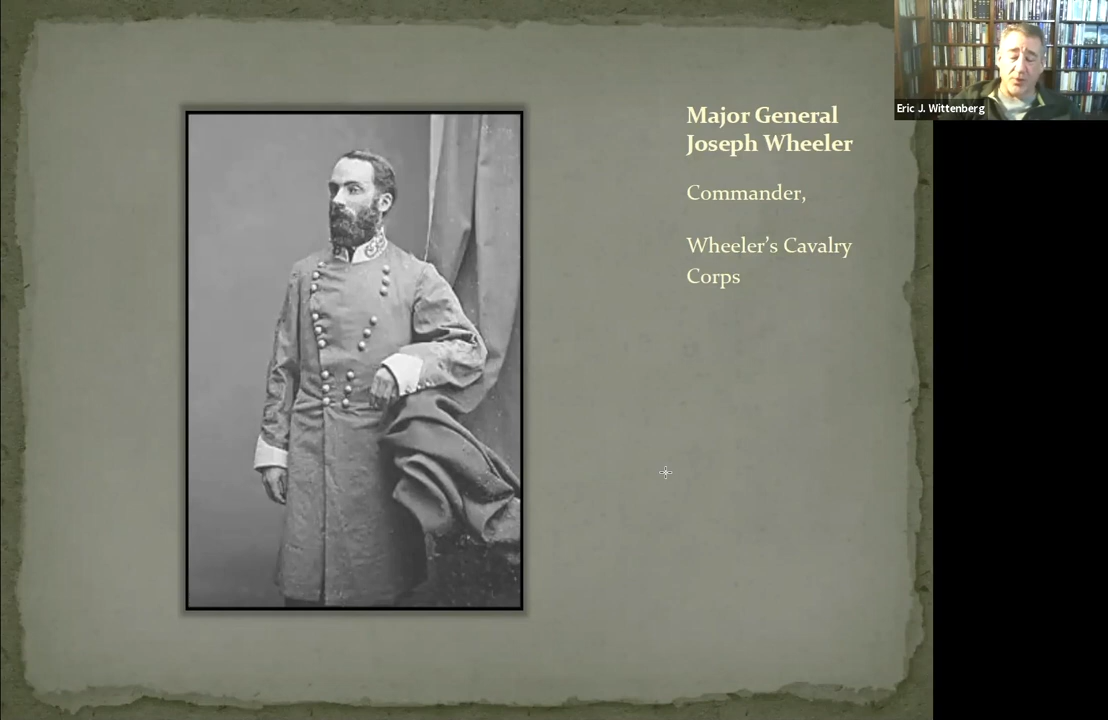 Major General
Joseph Wheeler
Commander,
Wheeler’s Cavalry
Corps
Eric J. Wittenberg